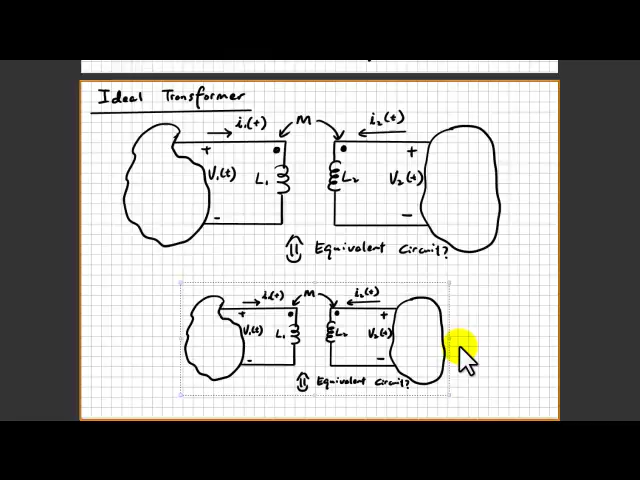 Ideal Transformer
i₁(t) M i₂(t)
+ +
V₁(t) L₁ L₂ V₂(t)
- -
Equivalent Circuit?
i₁(t) M i₂(t)
+ +
V₁(t) L₁ L₂ V₂(t)
- -
Equivalent Circuit?